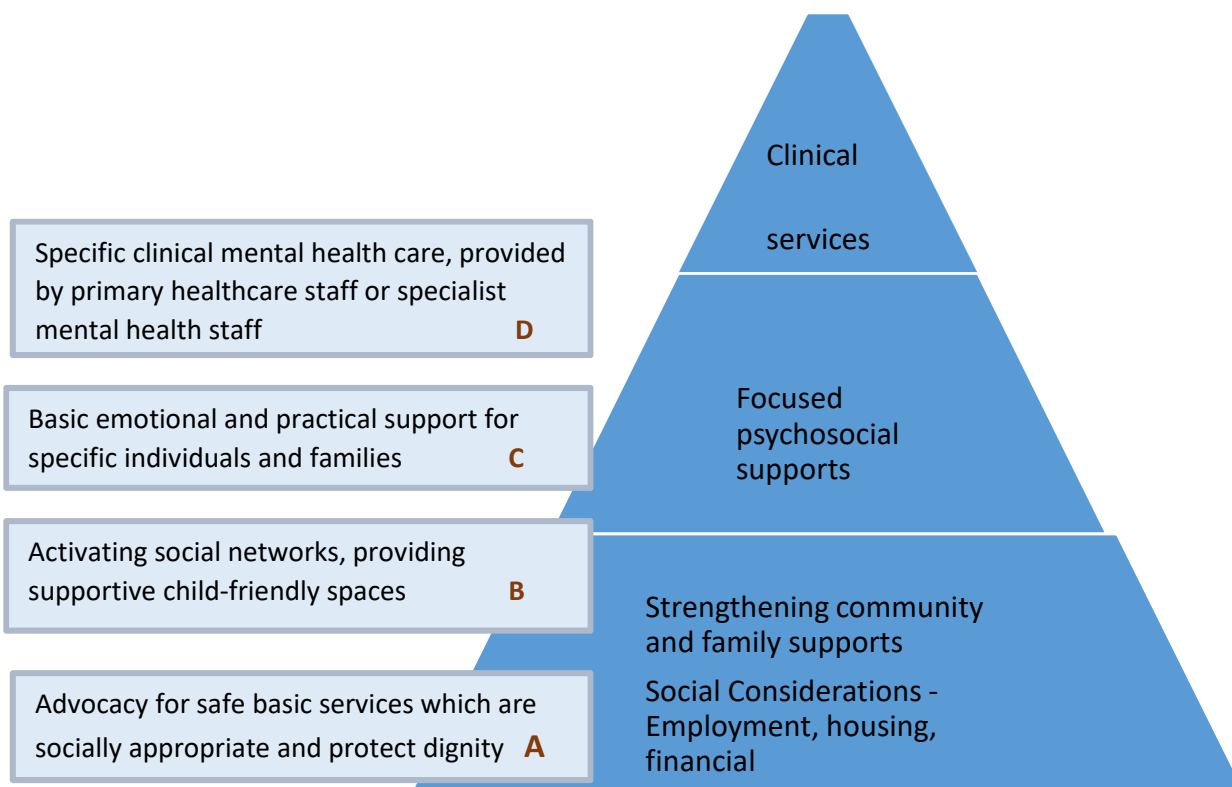 Clinical
services
Specific clinical mental health care, provided
by primary healthcare staff or specialist
mental health staff D
Basic emotional and practical support for
specific individuals and families C
Focused
psychosocial
supports
Activating social networks, providing
supportive child-friendly spaces B
Strengthening community
and family supports
Advocacy for safe basic services which are
socially appropriate and protect dignity A
Social Considerations -
Employment, housing,
financial